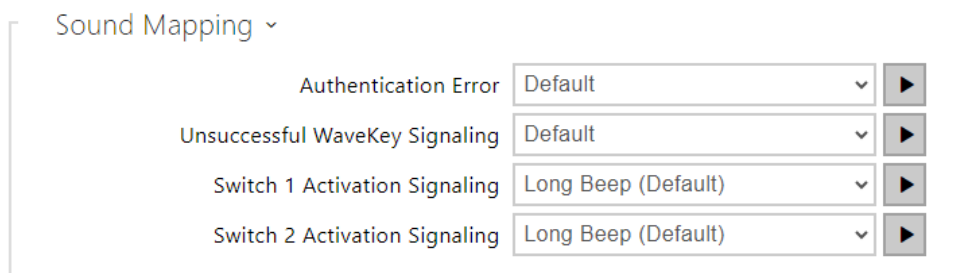 Sound Mapping
Authentication Error Default
Unsuccessful WaveKey Signaling Default
Switch 1 Activation Signaling Long Beep (Default)
Switch 2 Activation Signaling Long Beep (Default)